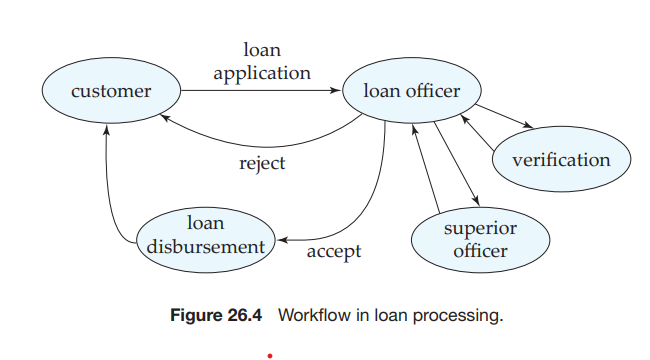 loan
application
customer
loan officer
reject
verification
loan
disbursement
accept
superior
officer
Figure 26.4 Workflow in loan processing.